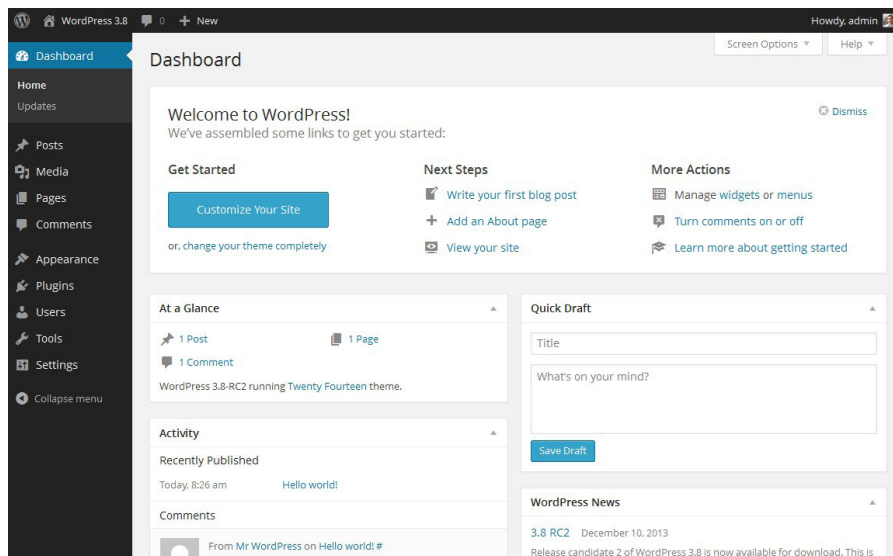 WordPress 3.8 0 + New Howdy, admin
Screen Options Help
Dashboard
Home
Updates
Posts
Media
Pages
Comments
Appearance
Plugins
Users
Tools
Settings
Collapse menu
Dashboard
Welcome to WordPress!
We've assembled some links to get you started:
Dismiss
Get Started
Customize Your Site
or, change your theme completely
Next Steps
Write your first blog post
Add an About page
View your site
More Actions
Manage widgets or menus
Turn comments on or off
Learn more about getting started
At a Glance
1 Post 1 Page
1 Comment
WordPress 3.8-RC2 running Twenty Fourteen theme.
Activity
Recently Published
Today, 8:26 am Hello world!
Comments
From Mr WordPress on Hello world! #
Quick Draft
Title
What's on your mind?
Save Draft
WordPress News
3.8 RC2 December 10, 2013
Release candidate 2 of WordPress 3.8 is now available for download. This is